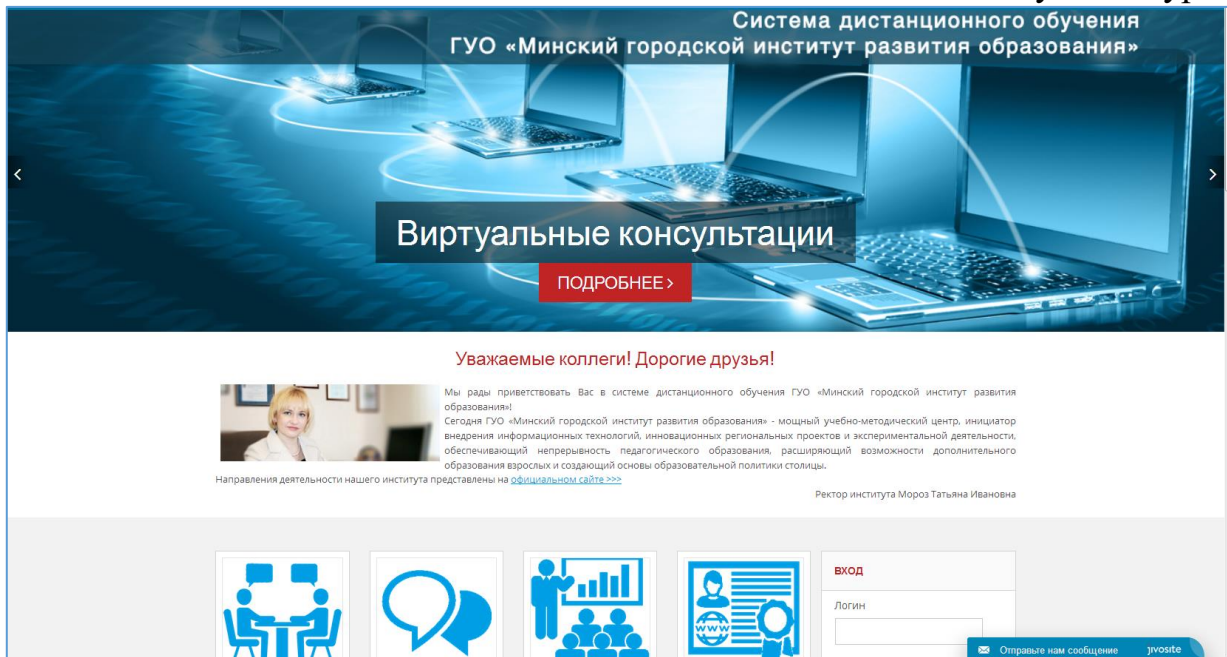 Система дистанционного обучения
ГУО «Минский городской институт развития образования»
Виртуальные консультации
ПОДРОБНЕЕ >
Уважаемые коллеги! Дорогие друзья!
Мы рады приветствовать Вас в системе дистанционного обучения ГУО «Минский городской институт развития
образования»!
Сегодня ГУО «Минский городской институт развития образования» - мощный учебно-методический центр, инициатор
внедрения информационных технологий, инновационных региональных проектов и экспериментальной деятельности,
обеспечивающий непрерывность педагогического образования, расширяющий возможности дополнительного
образования взрослых и создающий основы образовательной политики столицы.
Направления деятельности нашего института представлены на официальном сайте >>>
Ректор института Мороз Татьяна Ивановна
www
ВХОД
Логин
Отправьте нам сообщение jivosite